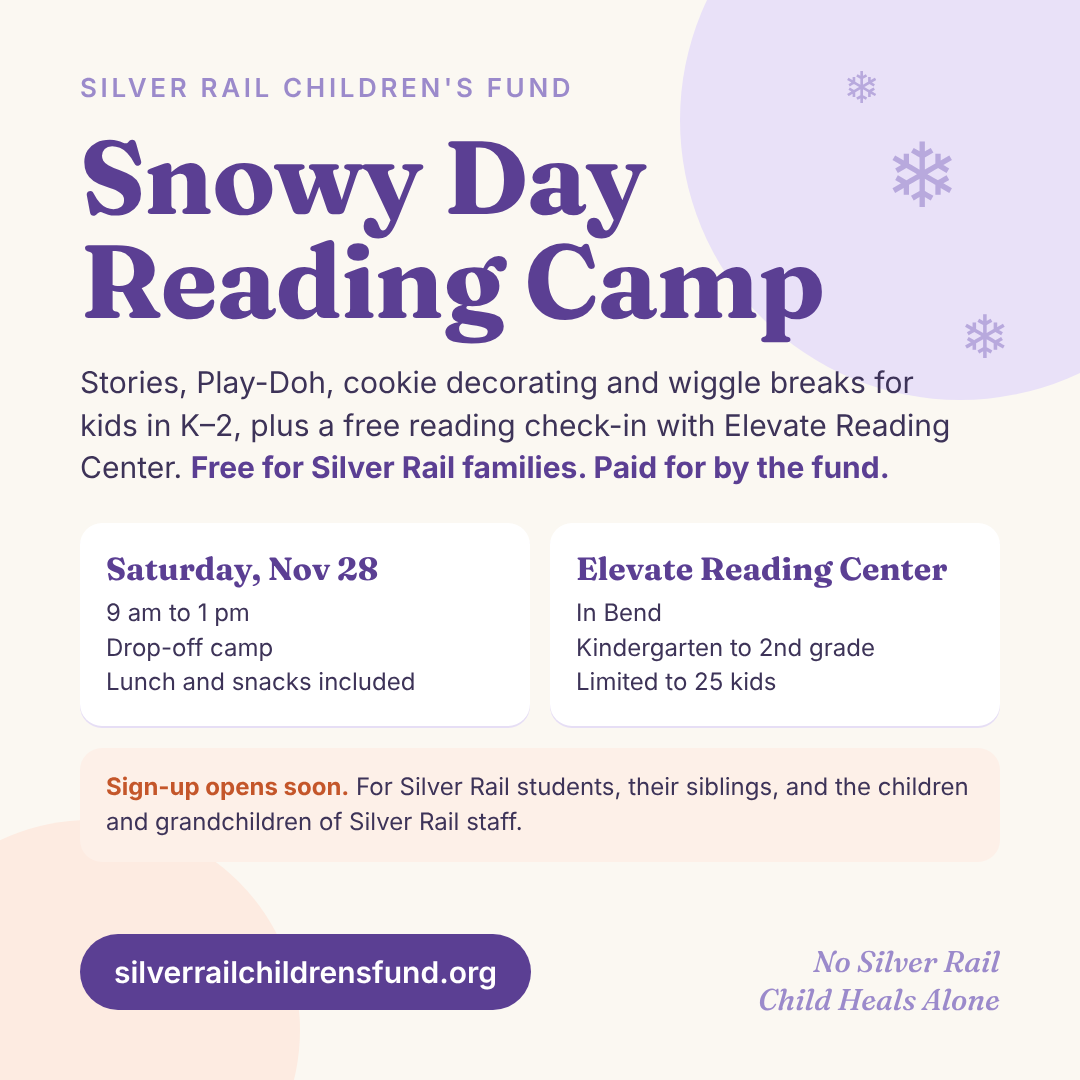 SILVER RAIL CHILDREN'S FUND
Snowy Day
Reading Camp
Stories, Play-Doh, cookie decorating and wiggle breaks for
kids in K–2, plus a free reading check-in with Elevate Reading
Center. Free for Silver Rail families. Paid for by the fund.
Saturday, Nov 28
9 am to 1 pm
Drop-off camp
Lunch and snacks included
Elevate Reading Center
In Bend
Kindergarten to 2nd grade
Limited to 25 kids
Sign-up opens soon. For Silver Rail students, their siblings, and the children
and grandchildren of Silver Rail staff.
silverrailchildrensfund.org
No Silver Rail
Child Heals Alone